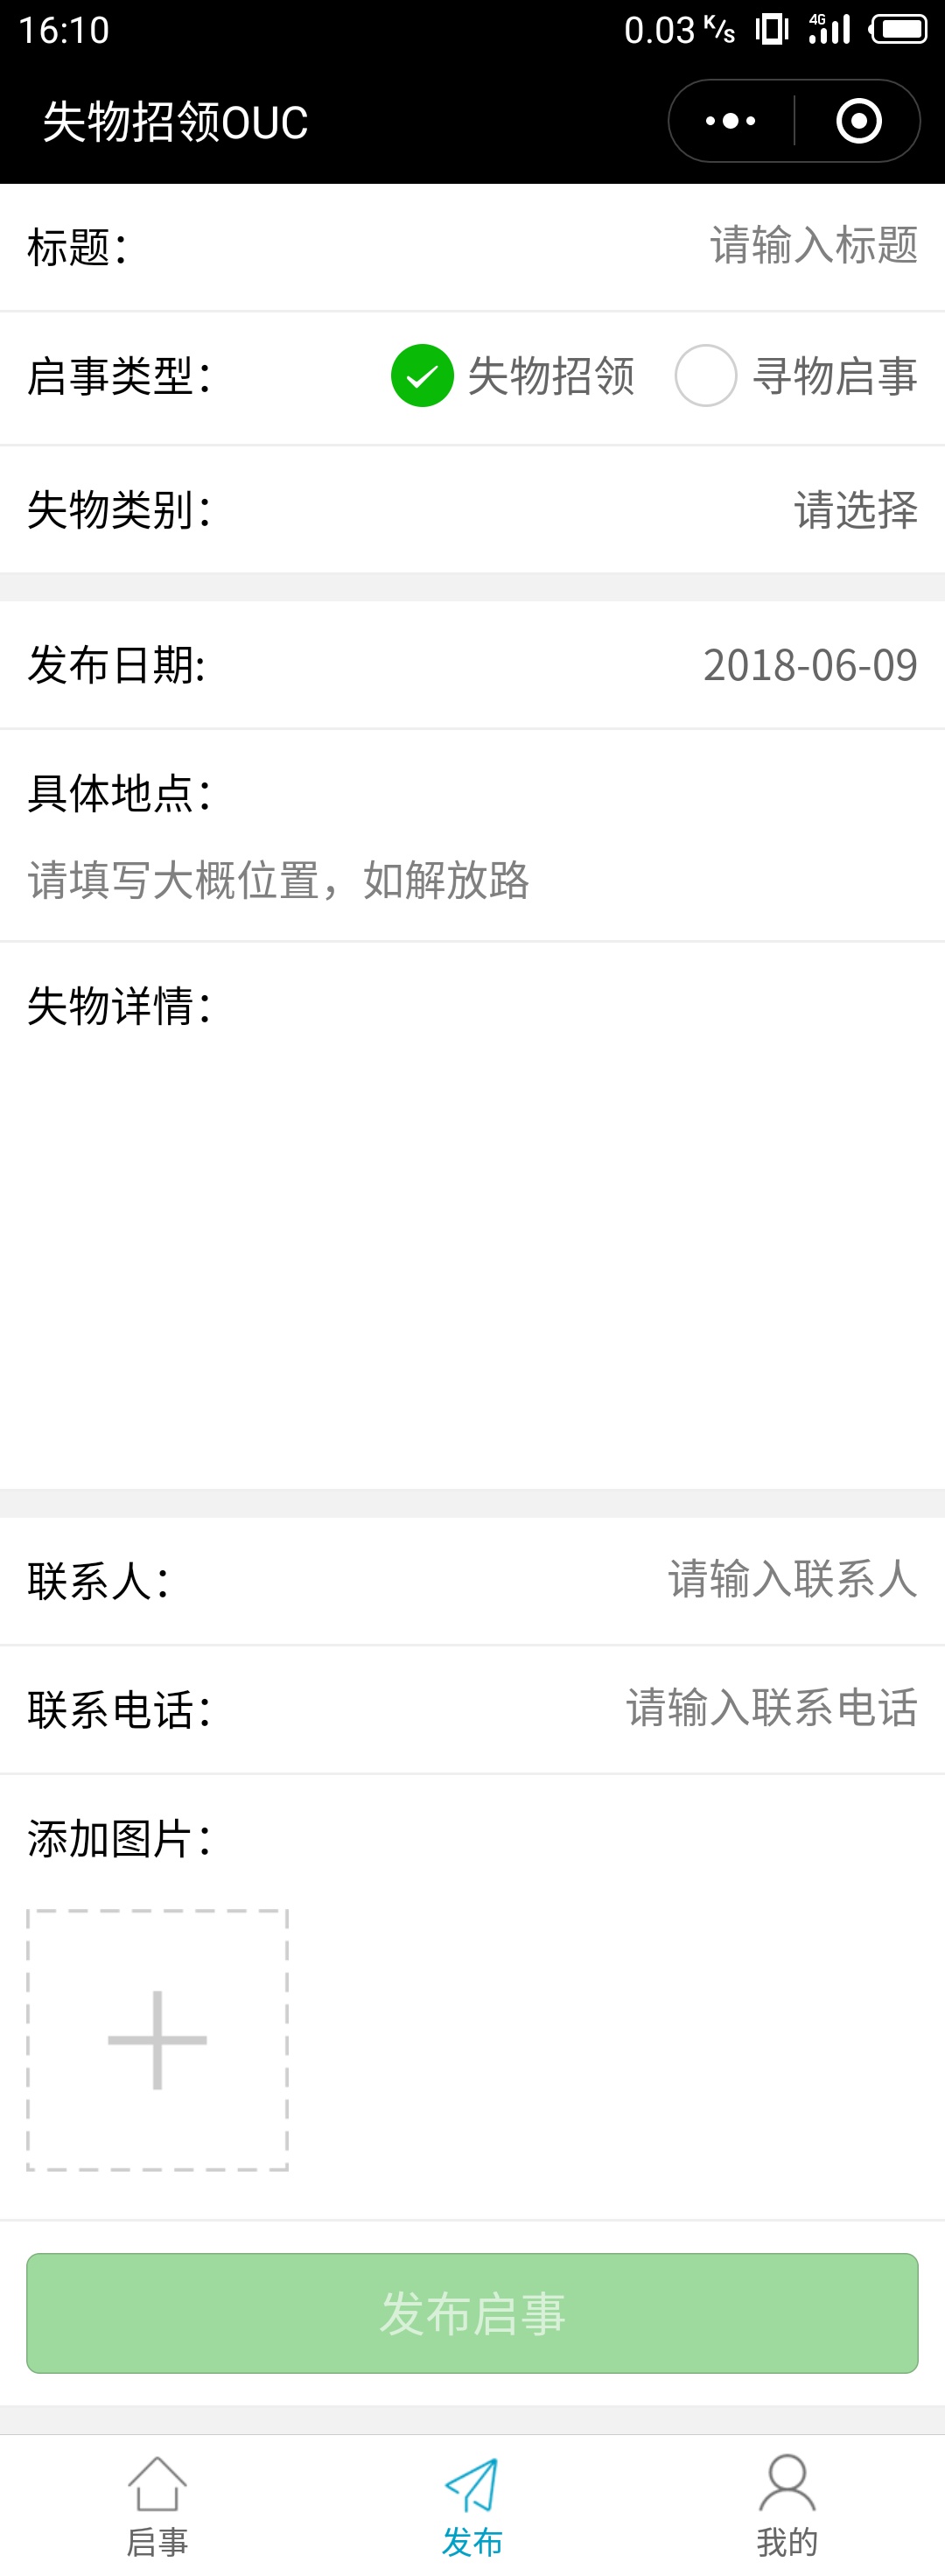 16:10 0.03 K/s 4G
失物招领OUC
标题： 请输入标题
启事类型： 失物招领 寻物启事
失物类别： 请选择
发布日期: 2018-06-09
具体地点：
请填写大概位置，如解放路
失物详情：
联系人： 请输入联系人
联系电话： 请输入联系电话
添加图片：
发布启事
启事 发布 我的